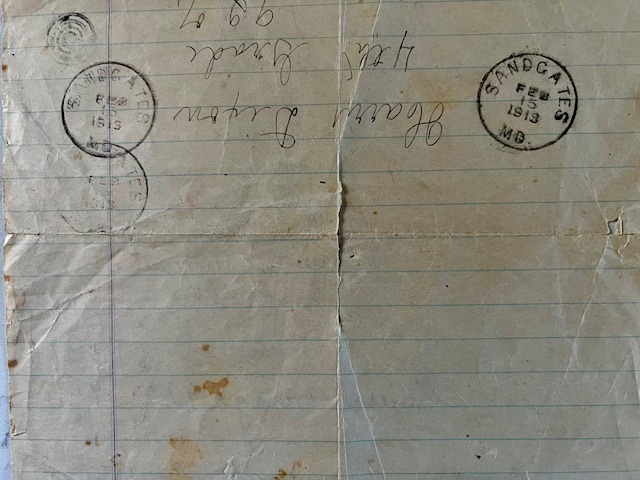 Harry Dixon
4th Grade
SANDGATES
FEB
15
1913
MD.
SANDGATES
FEB
1913
MD.